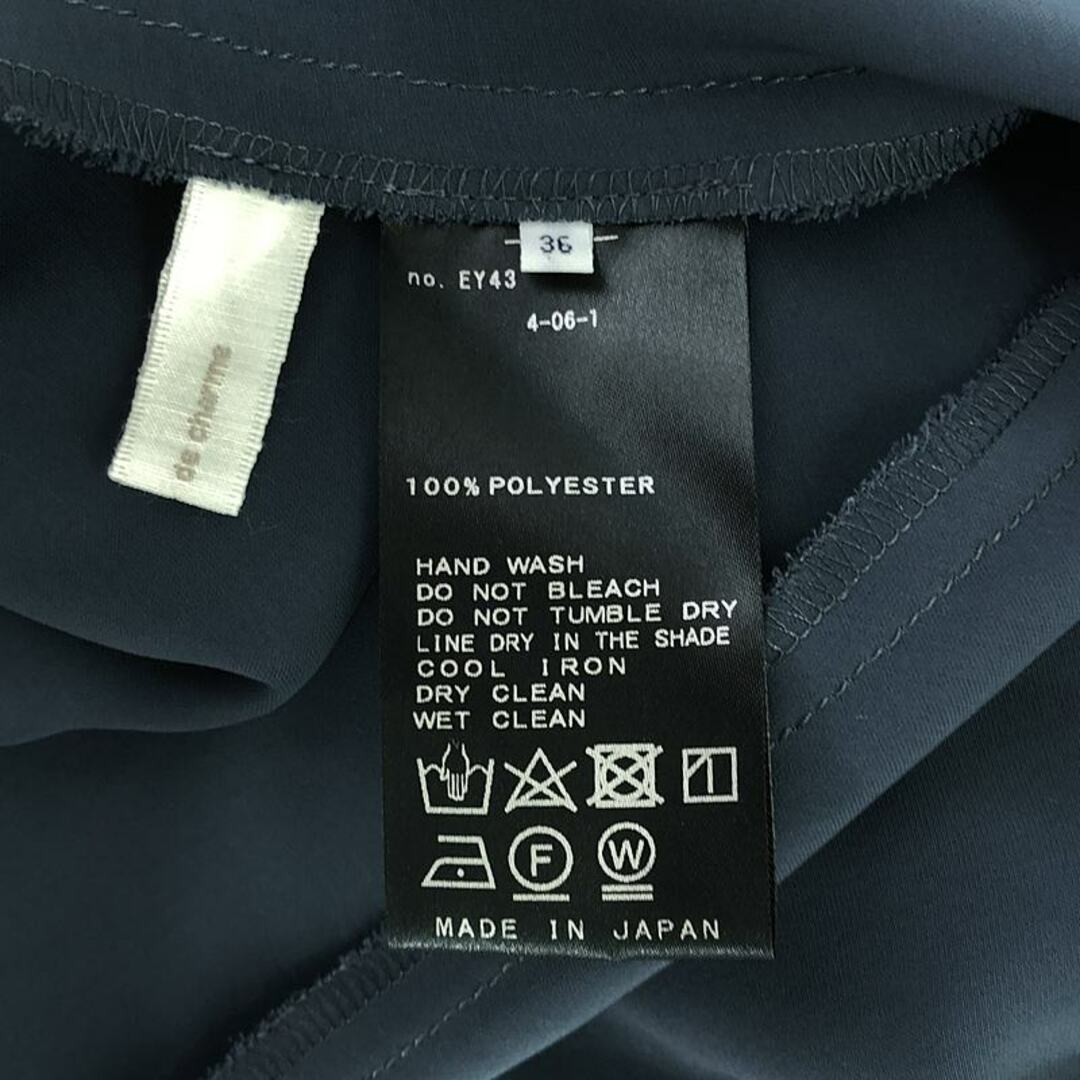 de charme
36
no. EY43
4-06-1
100% POLYESTER
HAND WASH
DO NOT BLEACH
DO NOT TUMBLE DRY
LINE DRY IN THE SHADE
COOL IRON
DRY CLEAN
WET CLEAN
F W
MADE IN JAPAN